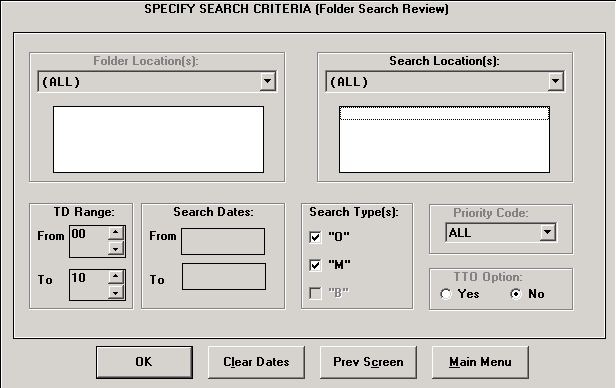 SPECIFY SEARCH CRITERIA (Folder Search Review)
Folder Location(s):
(ALL)
Search Location(s):
(ALL)
TD Range:
From 00
To 10
Search Dates:
From
To
Search Type(s):
"O"
"M"
"B"
Priority Code:
ALL
TTO Option:
Yes No
OK Clear Dates Prev Screen Main Menu